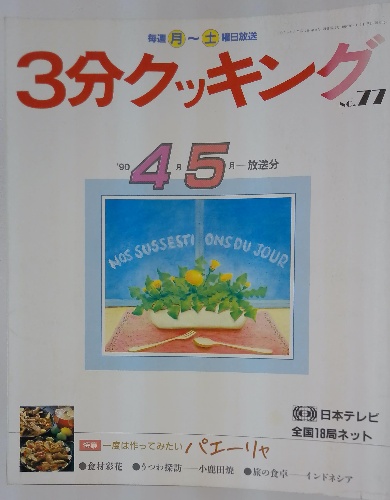 毎週月～土曜日放送
3分クッキング
NO.77
'90 4月5月 放送分
NOS SUSSESTIONS DU JOUR
日本テレビ
全国18局ネット
特集 一度は作ってみたい パエーリャ
●食材彩花 ●うつわ探訪――小鹿田焼 ●旅の食卓――インドネシア